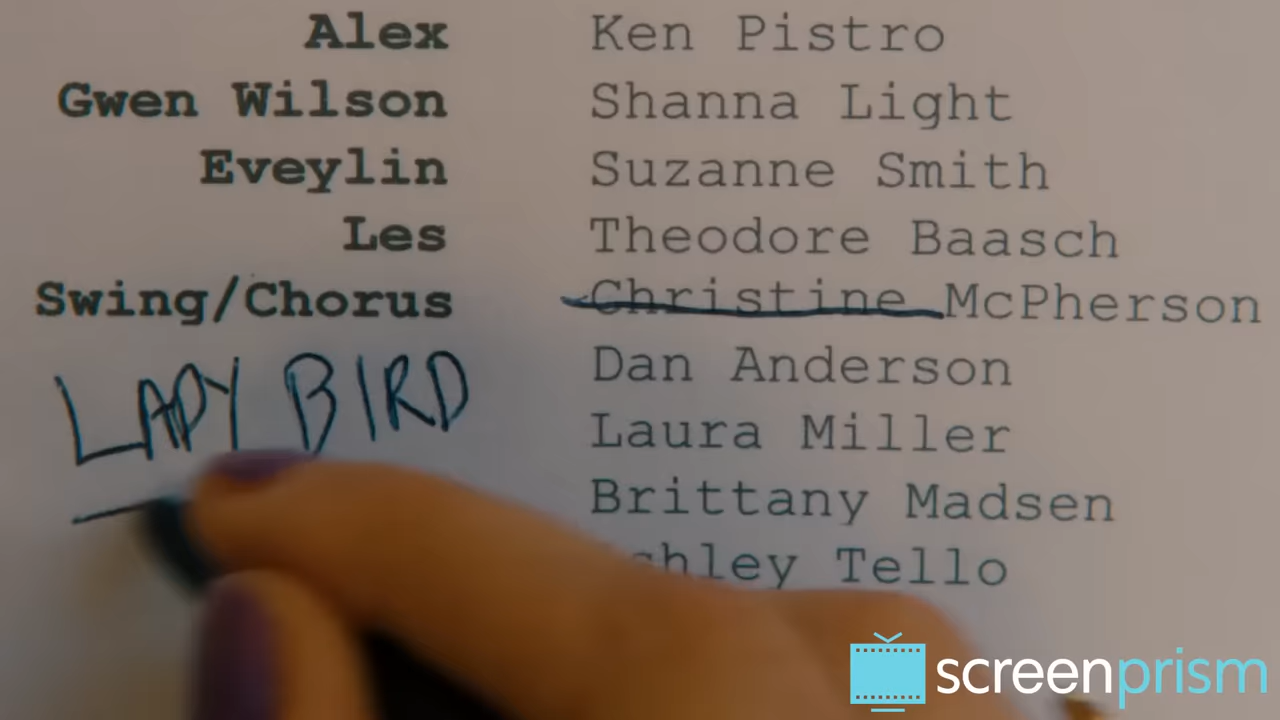 Alex Ken Pistro
Gwen Wilson Shanna Light
Eveylin Suzanne Smith
Les Theodore Baasch
Swing/Chorus Christine McPherson
LADY BIRD Dan Anderson
Laura Miller
Brittany Madsen
Tello
screenprism